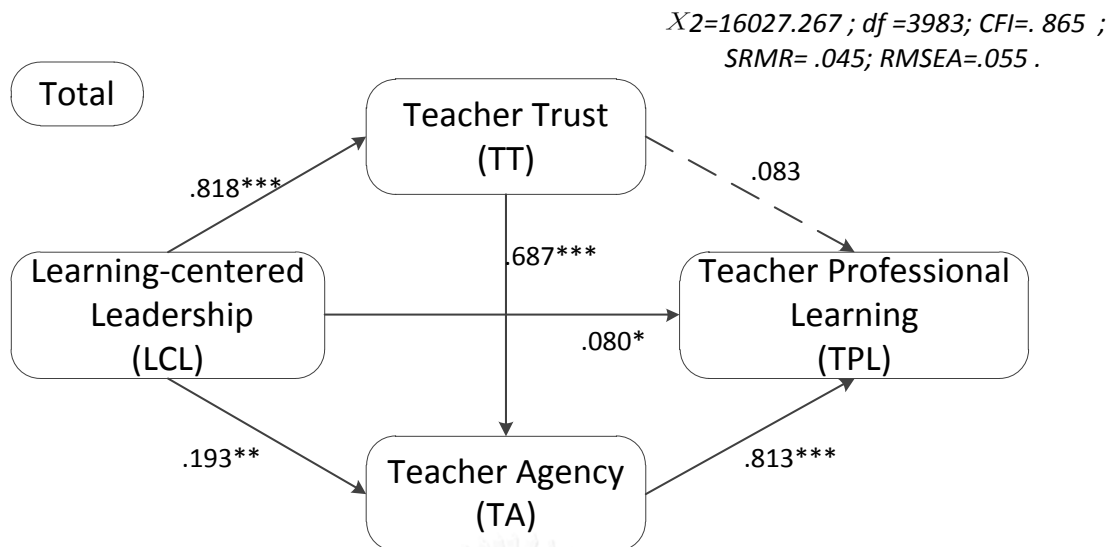 X2=16027.267 ; df =3983; CFI=. 865 ;
SRMR= .045; RMSEA=.055 .
Total
Teacher Trust
(TT)
.818***
.083
Learning-centered
Leadership
(LCL)
.687***
.080*
Teacher Professional
Learning
(TPL)
.193**
Teacher Agency
(TA)
.813***